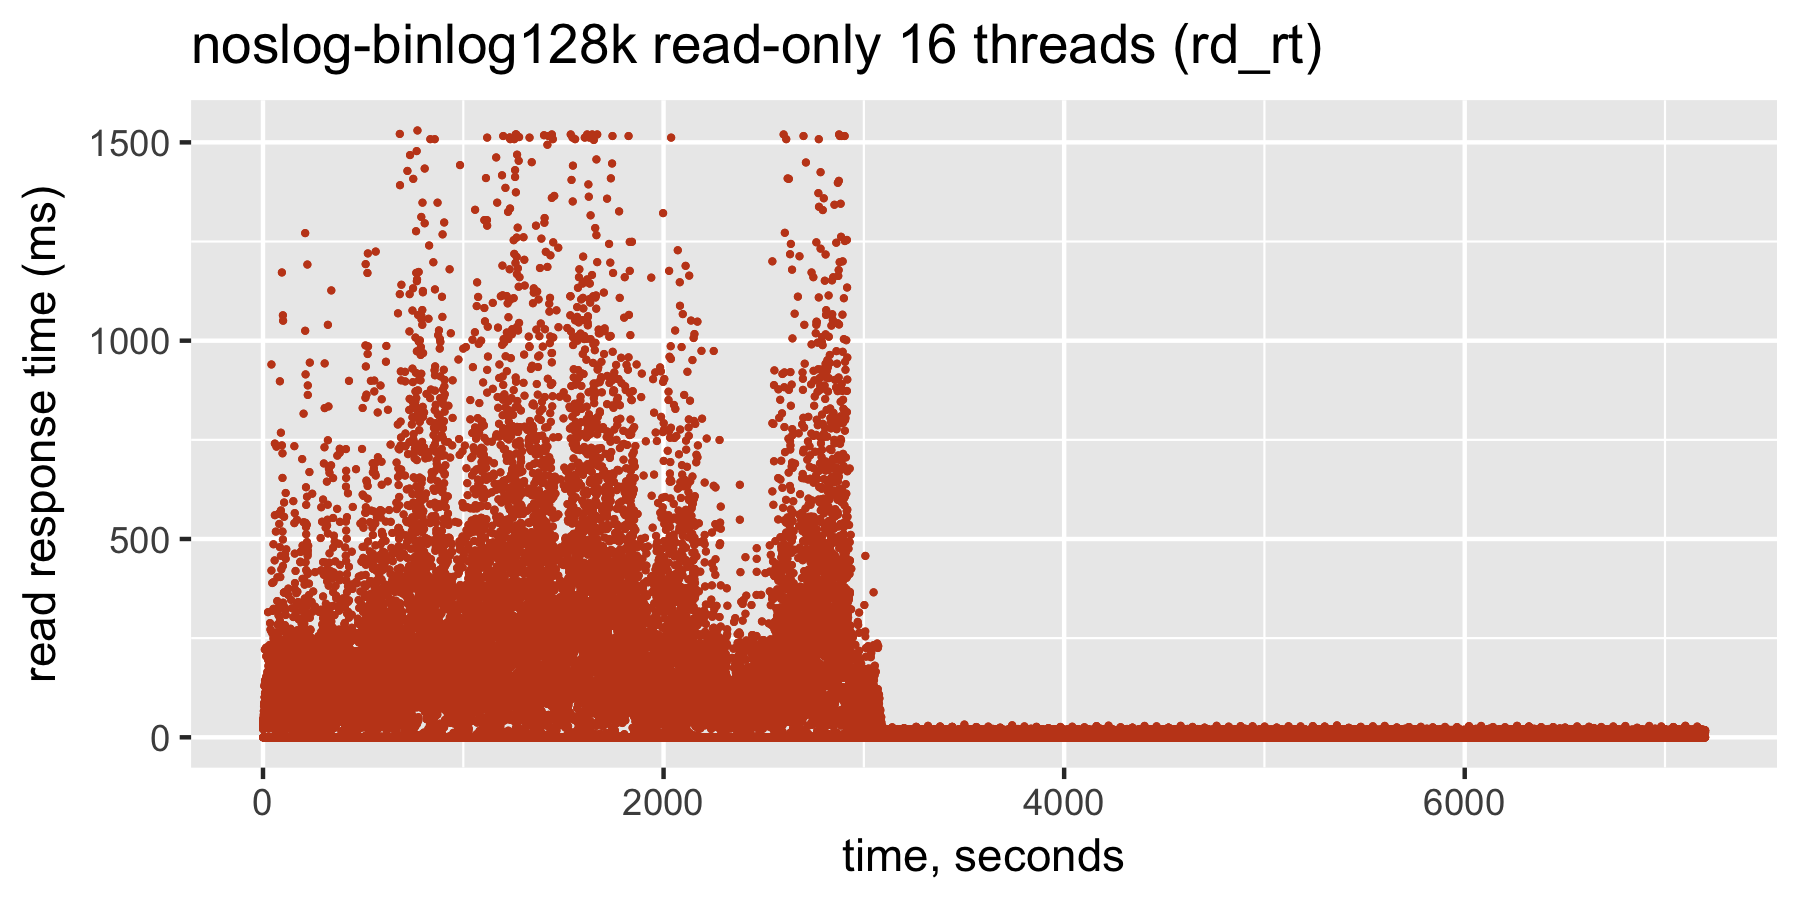 noslog-binlog128k read-only 16 threads (rd_rt)
1500
1000
500
0
read response time (ms)
0 2000 4000 6000
time, seconds